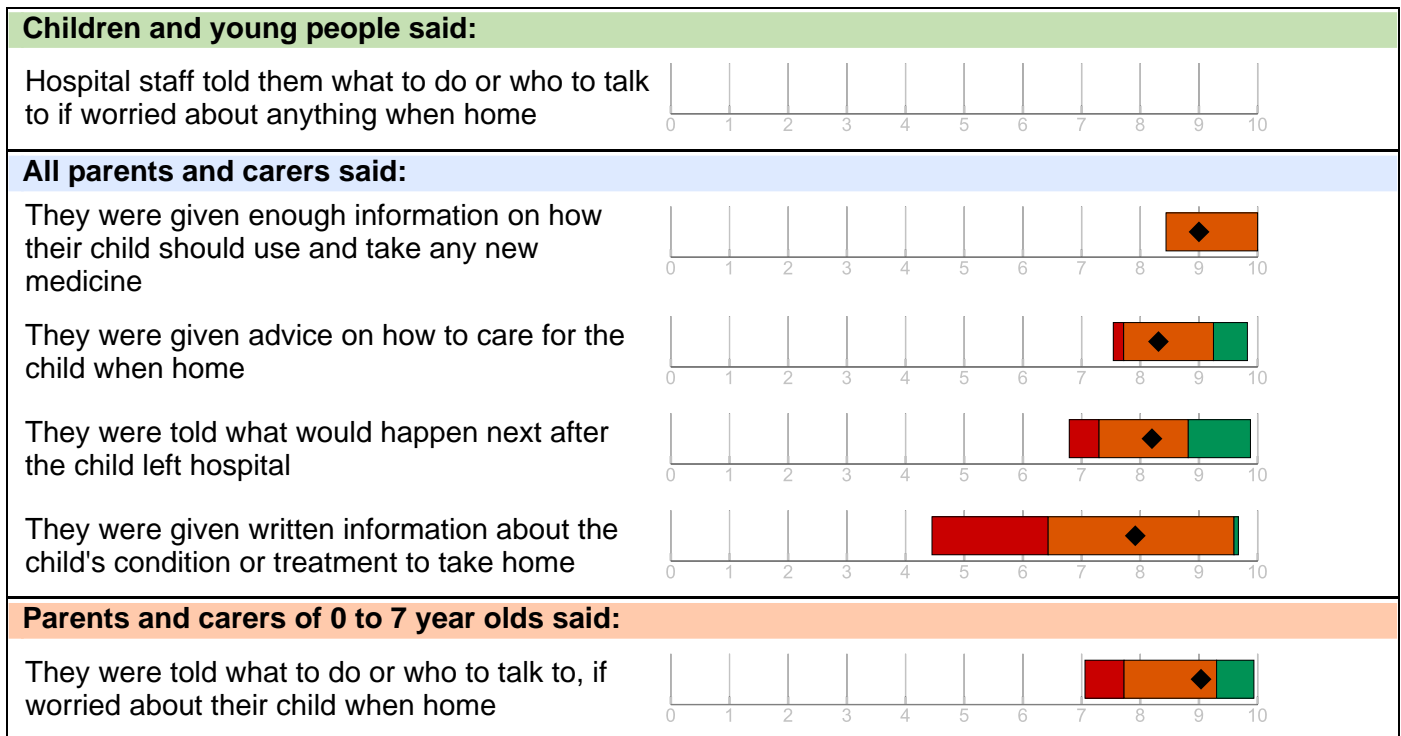 Children and young people said:
Hospital staff told them what to do or who to talk
to if worried about anything when home
0 1 2 3 4 5 6 7 8 9 10
All parents and carers said:
They were given enough information on how
their child should use and take any new
medicine
0 1 2 3 4 5 6 7 8 9 10
They were given advice on how to care for the
child when home
0 1 2 3 4 5 6 7 8 9 10
They were told what would happen next after
the child left hospital
0 1 2 3 4 5 6 7 8 9 10
They were given written information about the
child's condition or treatment to take home
0 1 2 3 4 5 6 7 8 9 10
Parents and carers of 0 to 7 year olds said:
They were told what to do or who to talk to, if
worried about their child when home
0 1 2 3 4 5 6 7 8 9 10